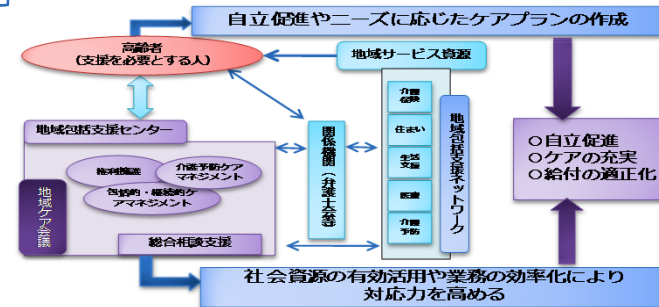 自立促進やニーズに応じたケアプランの作成
高齢者
(支援を必要とする人)
地域サービス資源
介護
保険
住まい
生活
支援
医療
介護
予防
地域包括支援ネットワーク
関係機関（弁護士会等）
地域包括支援センター
権利擁護
介護予防ケア
マネジメント
包括的・継続的ケ
アマネジメント
地域ケア会議
総合相談支援
○自立促進
○ケアの充実
○給付の適正化
社会資源の有効活用や業務の効率化により
対応力を高める